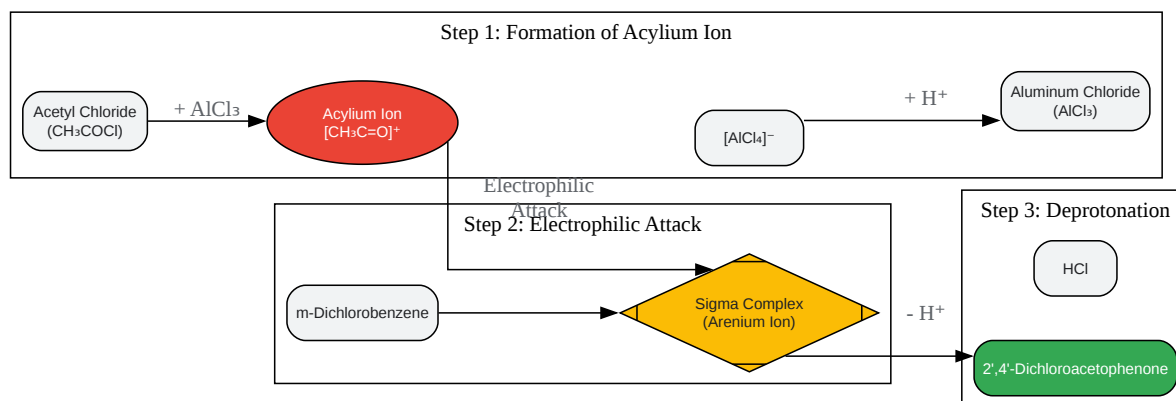 Step 1: Formation of Acylium Ion
Acetyl Chloride
(CH₃COCl)
+ AlCl₃
Acylium Ion
[CH₃C=O]⁺
[AlCl₄]⁻
+ H⁺
Aluminum Chloride
(AlCl₃)
Electrophilic
Attack
Step 2: Electrophilic Attack
m-Dichlorobenzene
Sigma Complex
(Arenium Ion)
- H⁺
Step 3: Deprotonation
HCl
2',4'-Dichloroacetophenone